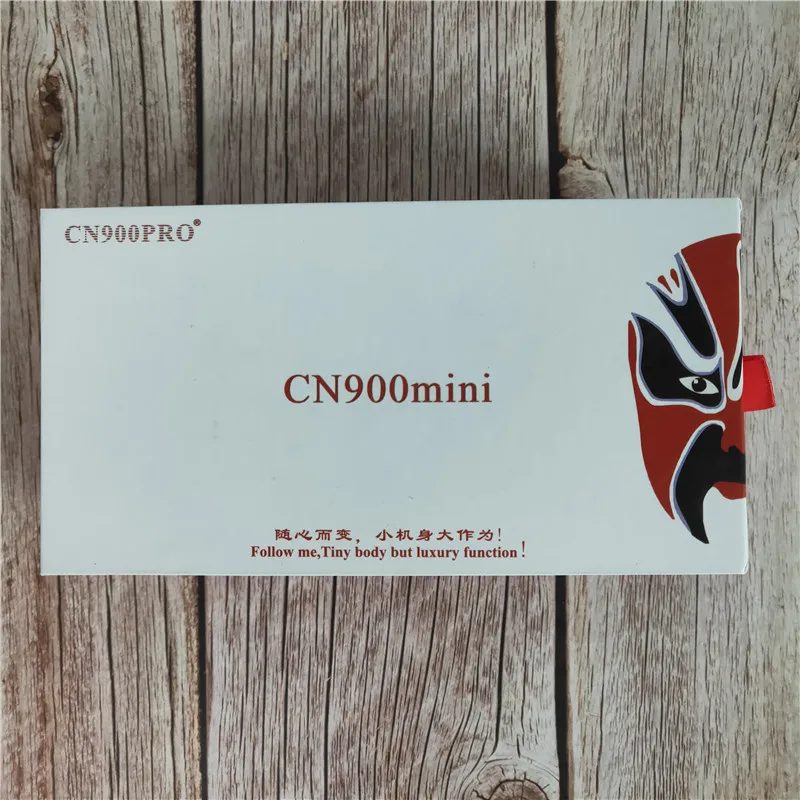 CN900PRO®
CN900mini
随心而变，小机身大作为！
Follow me,Tiny body but luxury function！